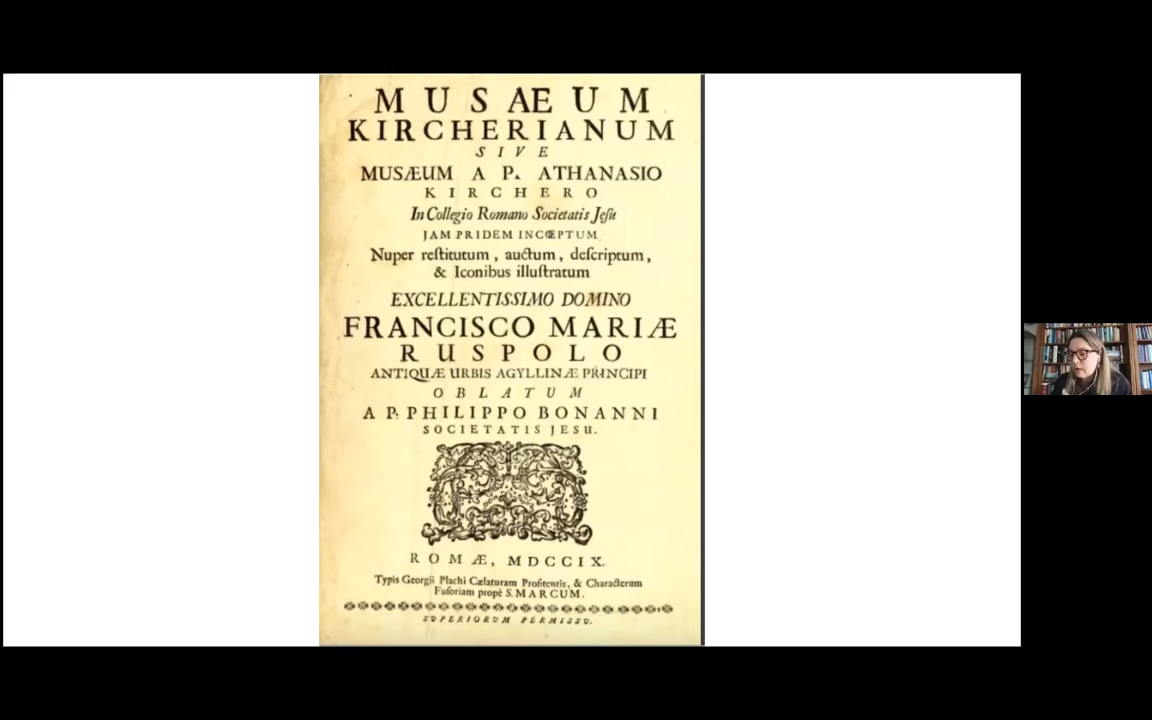 MUSÆUM
KIRCHERIANUM
SIVE
MUSÆUM A P. ATHANASIO
KIRCHERO
In Collegio Romano Societatis Jeſu
JAM PRIDEM INCŒPTUM
Nuper reſtitutum, auctum, deſcriptum,
& Iconibus illuſtratum
EXCELLENTISSIMO DOMINO
FRANCISCO MARIÆ
RUSPOLO
ANTIQUÆ URBIS AGYLLINÆ PRINCIPI
OBLATUM
A P. PHILIPPO BONANNI
SOCIETATIS JESU.
ROMÆ, MDCCIX.
Typis Georgii Plachi Cælaturam Profitentis, & Characterum
Fuſoriam propè S. MARCUM.
SUPERIORUM PERMISSU.